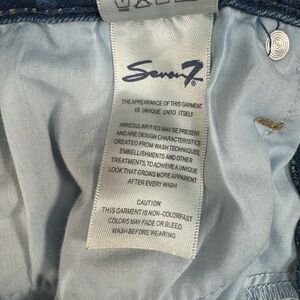 Seven7®
THE APPEARANCE OF THIS GARMENT
IS UNIQUE UNTO ITSELF
IRREGULARITIES MAY BE PRESENT
AND ARE DESIGN CHARACTERISTICS
CREATED FROM WASH TECHNIQUES,
EMBELLISHMENTS AND OTHER
TREATMENTS, TO ACHIEVE A UNIQUE
LOOK THAT GROWS MORE APPARENT
AFTER EVERY WASH
CAUTION:
THIS GARMENT IS NON-COLORFAST
COLORS MAY FADE OR BLEED
WASH BEFORE WEARING